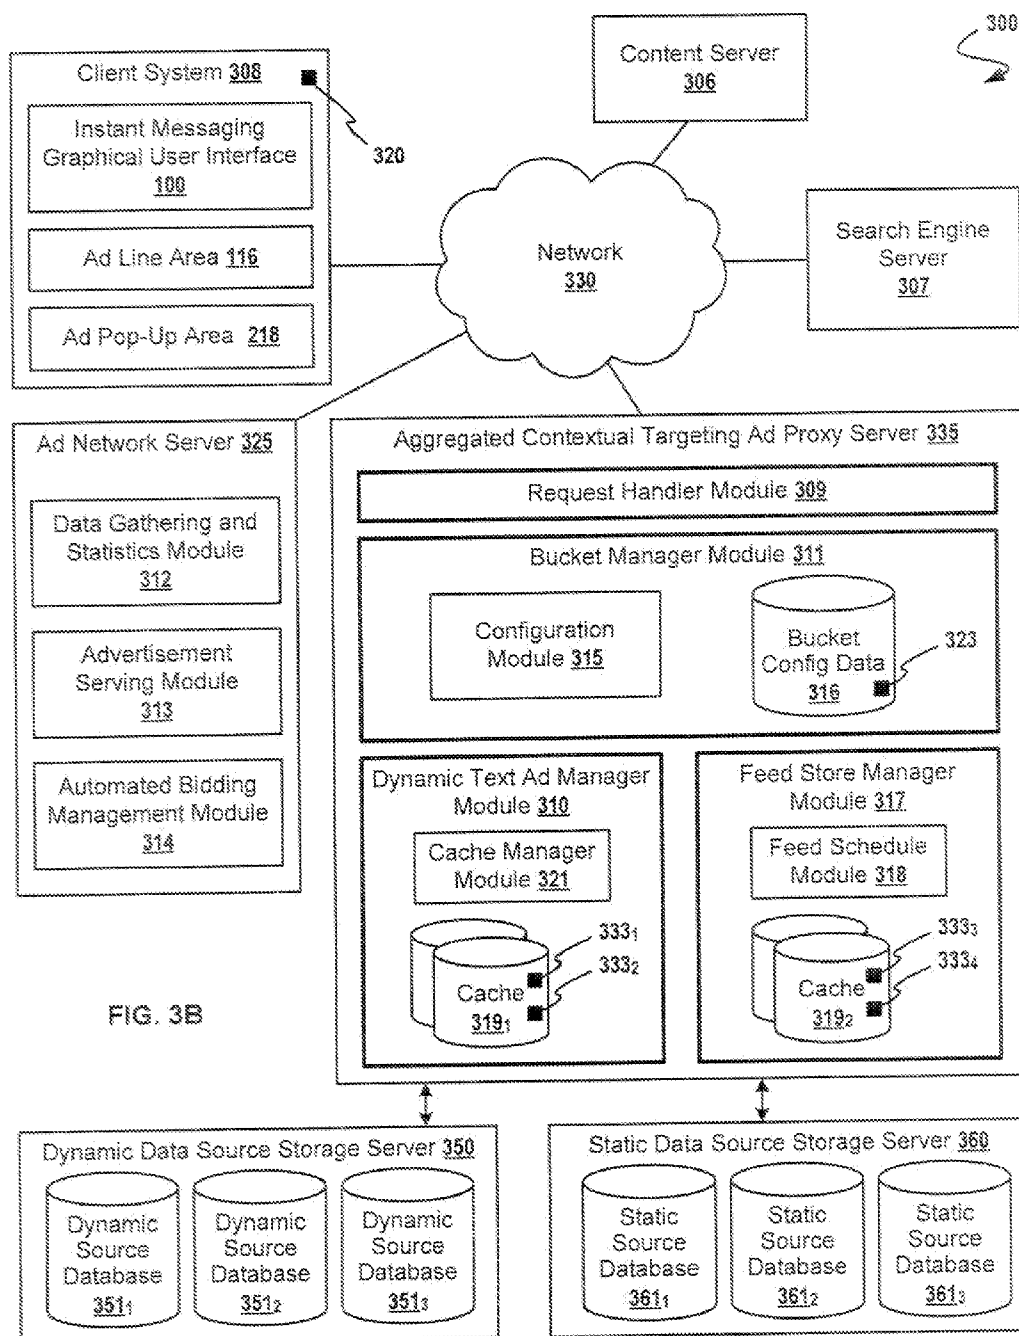 300
Client System 308
320
Instant Messaging
Graphical User Interface
100
Ad Line Area 116
Ad Pop-Up Area 218
Content Server
306
Network
330
Search Engine
Server
307
Ad Network Server 325
Data Gathering and
Statistics Module
312
Advertisement
Serving Module
313
Automated Bidding
Management Module
314
Aggregated Contextual Targeting Ad Proxy Server 335
Request Handler Module 309
Bucket Manager Module 311
Configuration
Module 315
Bucket
Config Data
316
323
Dynamic Text Ad Manager
Module 310
Cache Manager
Module 321
333₁
333₂
Cache
319₁
Feed Store Manager
Module 317
Feed Schedule
Module 318
333₃
333₄
Cache
319₂
FIG. 3B
Dynamic Data Source Storage Server 350
Dynamic
Source
Database
351₁
Dynamic
Source
Database
351₂
Dynamic
Source
Database
351₃
Static Data Source Storage Server 360
Static
Source
Database
361₁
Static
Source
Database
361₂
Static
Source
Database
361₃